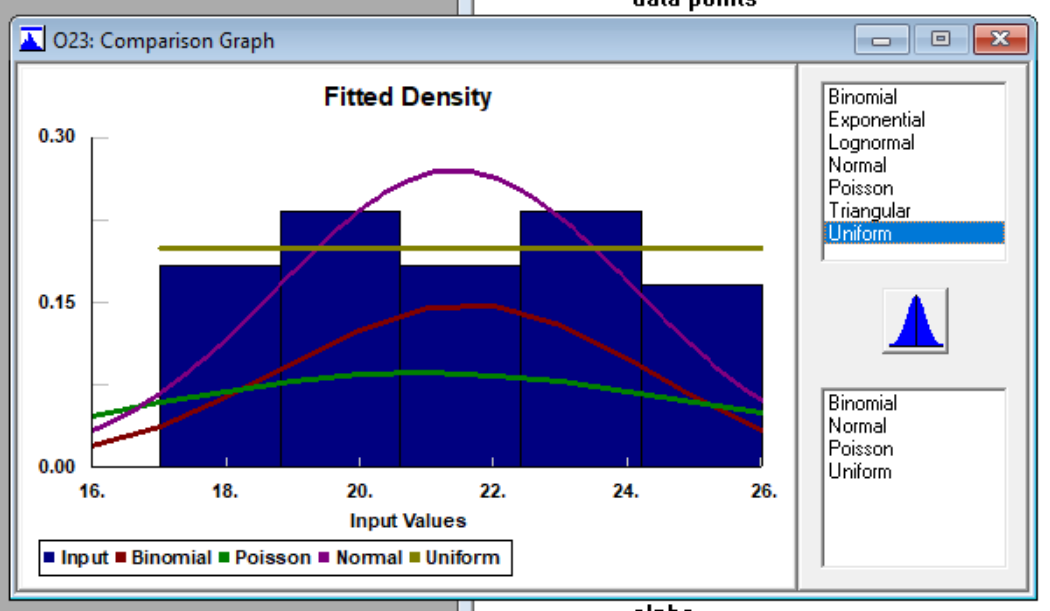 data points
O23: Comparison Graph
Fitted Density
0.30
0.15
0.00
16. 18. 20. 22. 24. 26.
Input Values
Input Binomial Poisson Normal Uniform
Binomial
Exponential
Lognormal
Normal
Poisson
Triangular
Uniform
Binomial
Normal
Poisson
Uniform